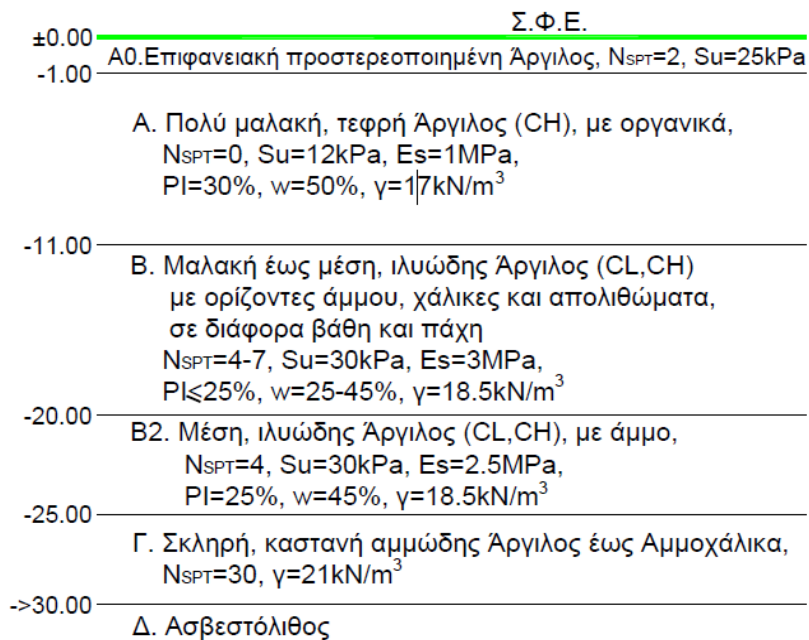 Σ.Φ.Ε.
±0.00
Α0.Επιφανειακή προστερεοποιημένη Άργιλος, NSPT=2, Su=25kPa
-1.00
Α. Πολύ μαλακή, τεφρή Άργιλος (CH), με οργανικά,
NSPT=0, Su=12kPa, Es=1MPa,
PI=30%, w=50%, γ=17kN/m³
-11.00
Β. Μαλακή έως μέση, ιλυώδης Άργιλος (CL,CH)
με ορίζοντες άμμου, χάλικες και απολιθώματα,
σε διάφορα βάθη και πάχη
NSPT=4-7, Su=30kPa, Es=3MPa,
PI⩽25%, w=25-45%, γ=18.5kN/m³
-20.00
Β2. Μέση, ιλυώδης Άργιλος (CL,CH), με άμμο,
NSPT=4, Su=30kPa, Es=2.5MPa,
PI=25%, w=45%, γ=18.5kN/m³
-25.00
Γ. Σκληρή, καστανή αμμώδης Άργιλος έως Αμμοχάλικα,
NSPT=30, γ=21kN/m³
->30.00
Δ. Ασβεστόλιθος